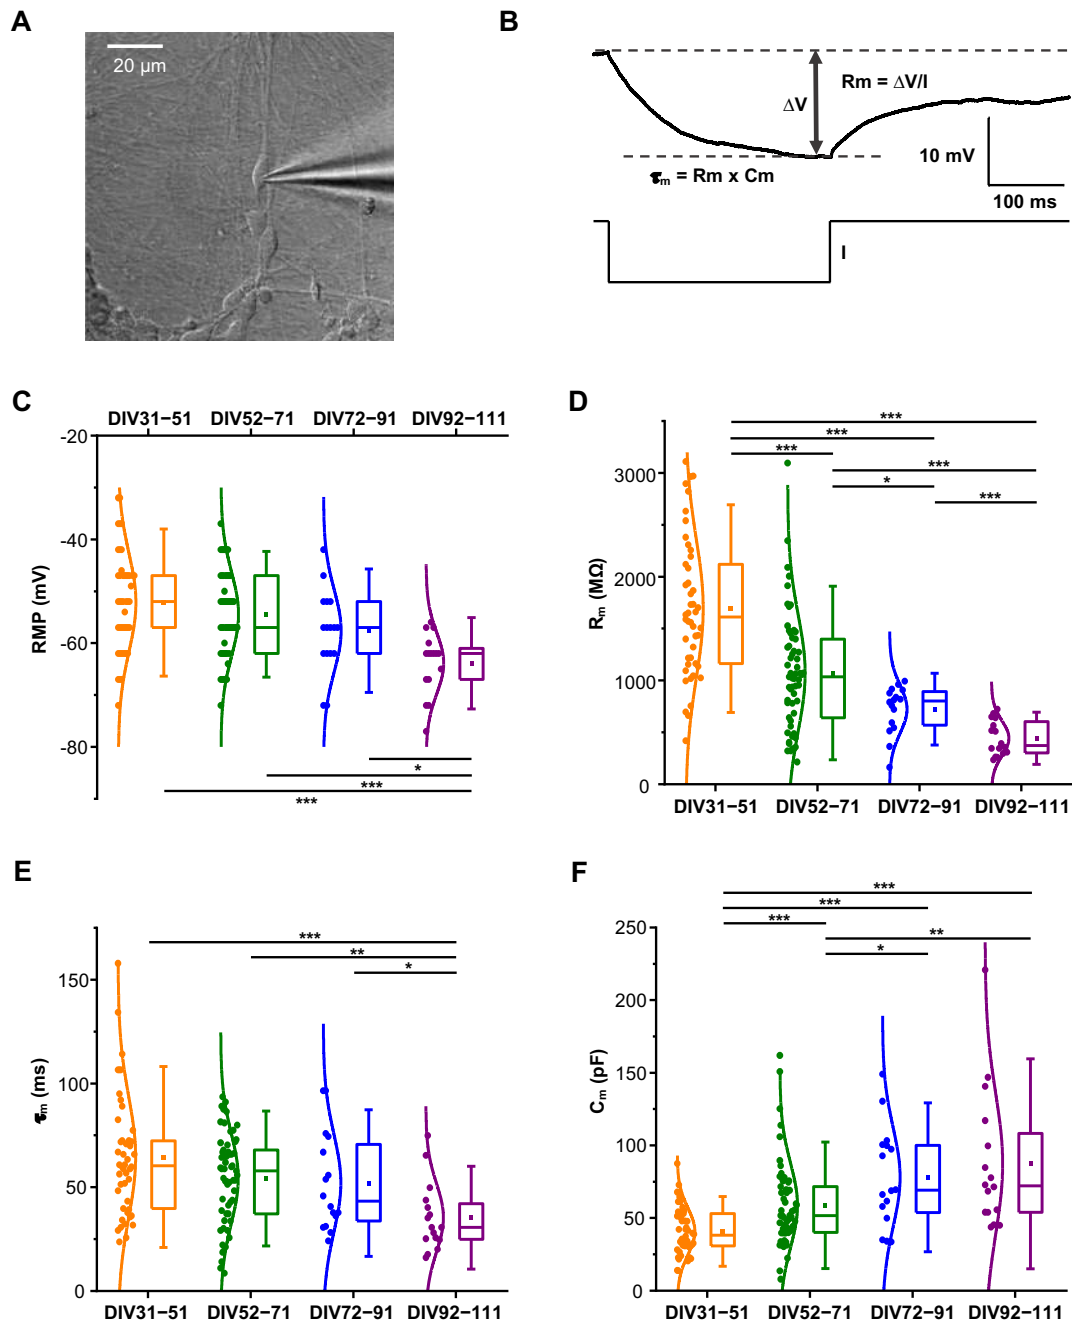 A
20 µm
B
Rm = ΔV/I
ΔV
10 mV
100 ms
τm = Rm x Cm
I
C
DIV31−51 DIV52−71 DIV72−91 DIV92−111
-20
-40
-60
-80
RMP (mV)
*
***
***
D
***
***
***
***
*
***
3000
2000
1000
0
Rm (MΩ)
DIV31−51 DIV52−71 DIV72−91 DIV92−111
E
***
**
*
150
100
50
0
τm (ms)
DIV31−51 DIV52−71 DIV72−91 DIV92−111
F
***
***
***
**
*
250
200
150
100
50
0
Cm (pF)
DIV31−51 DIV52−71 DIV72−91 DIV92−111